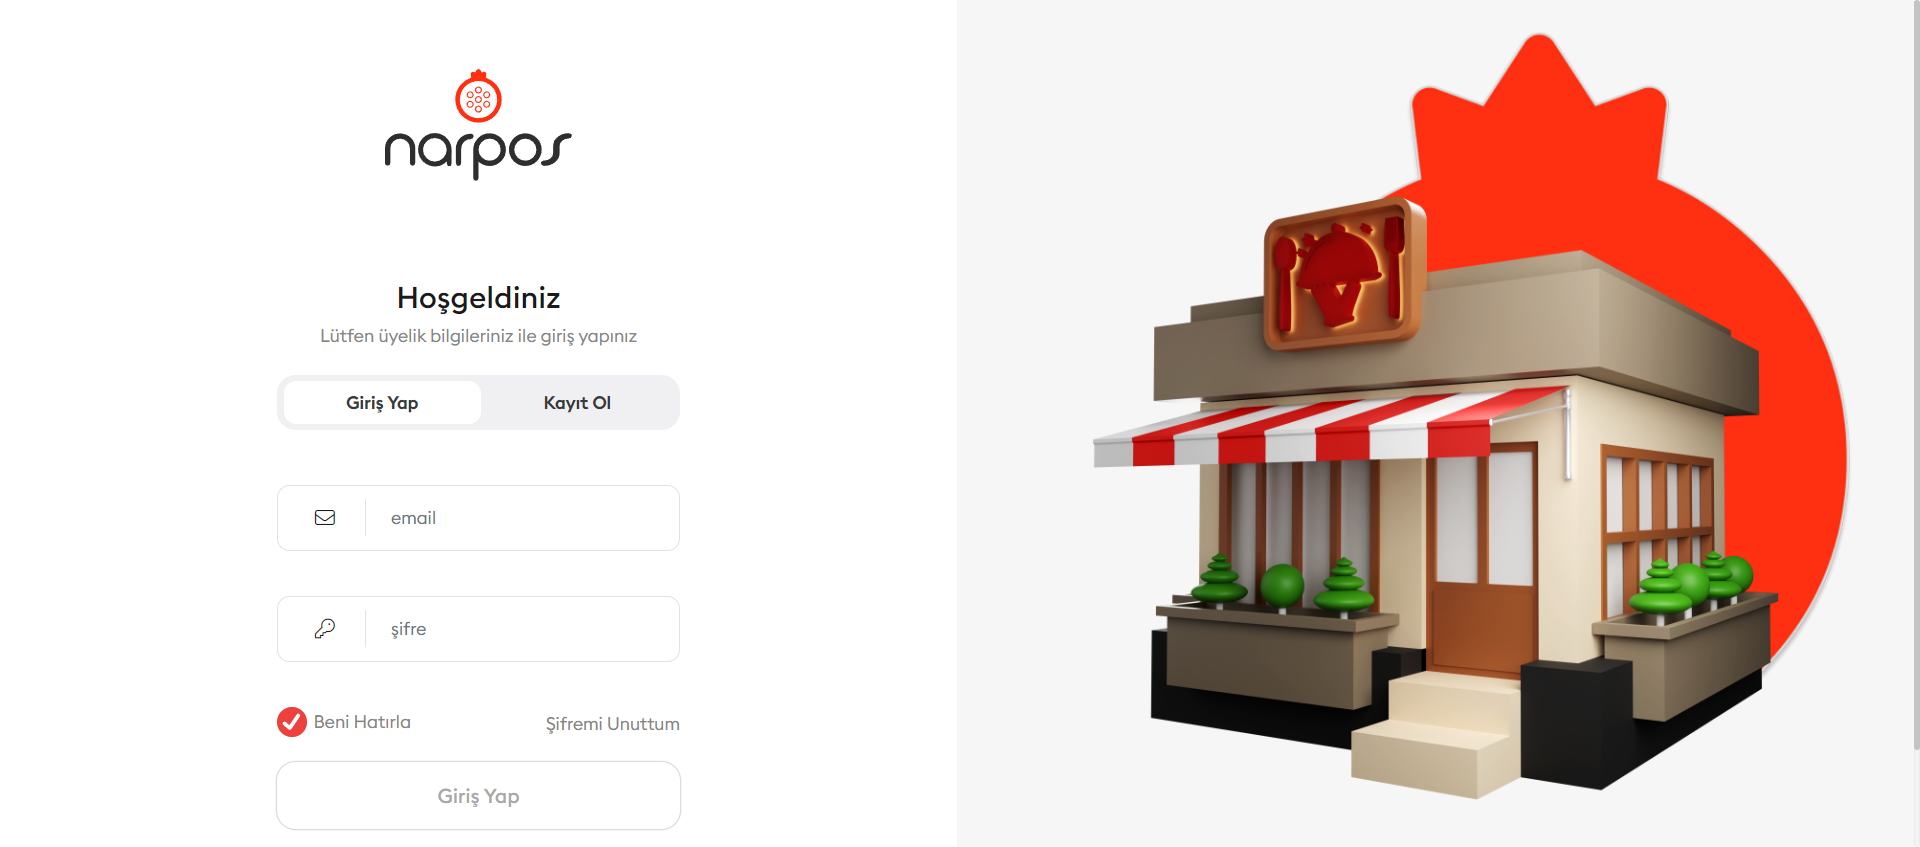 narpos
Hoşgeldiniz
Lütfen üyelik bilgileriniz ile giriş yapınız
Giriş Yap
Kayıt Ol
email
şifre
Beni Hatırla
Şifremi Unuttum
Giriş Yap